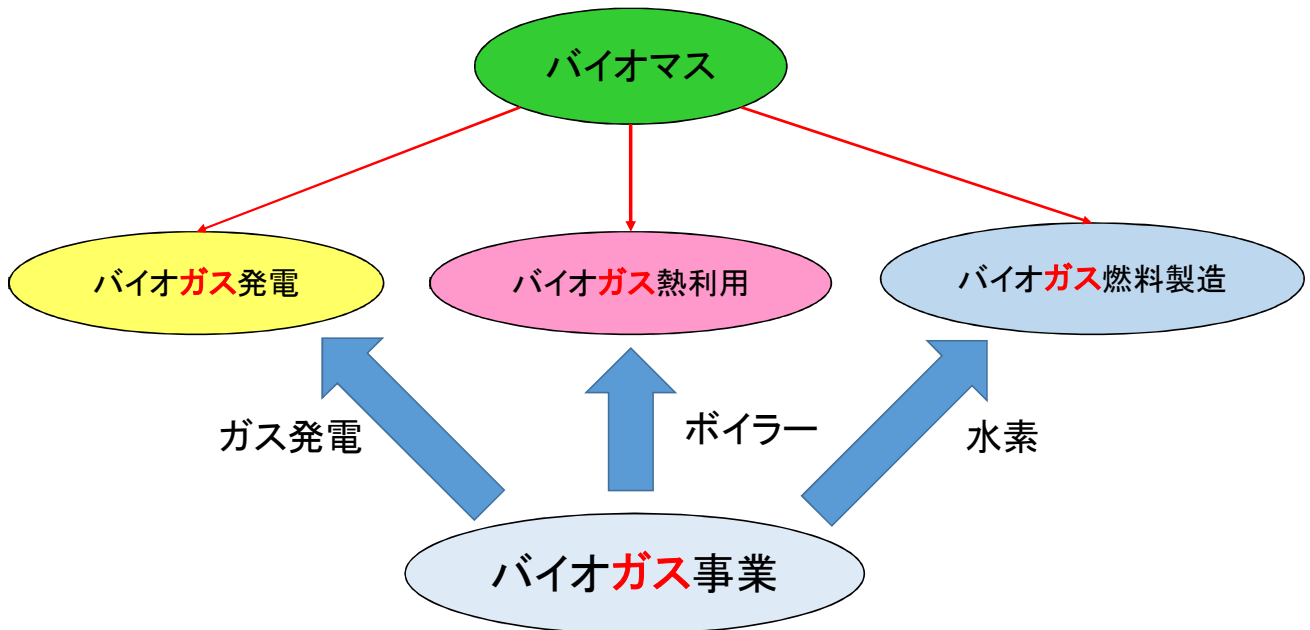 バイオマス
バイオガス発電
バイオガス熱利用
バイオガス燃料製造
ガス発電
ボイラー
水素
バイオガス事業